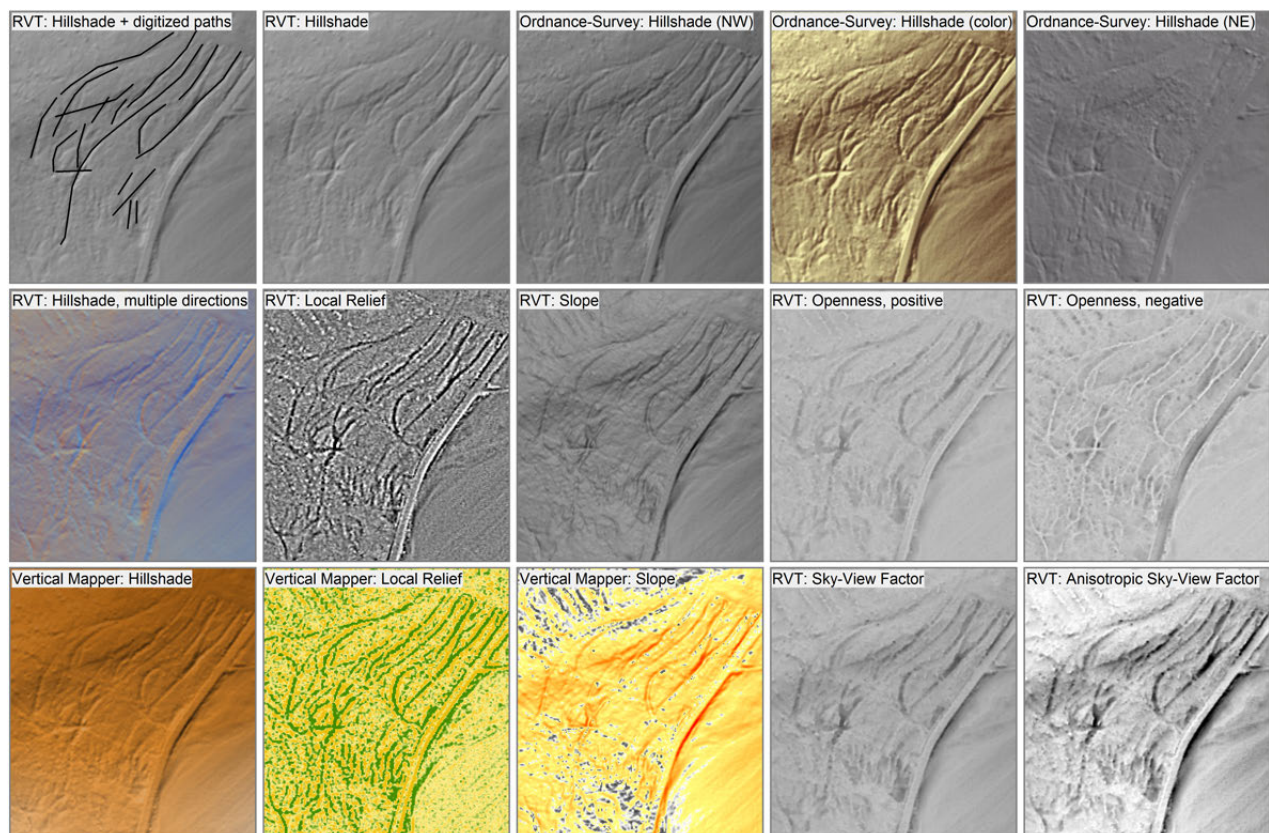 RVT: Hillshade + digitized paths
RVT: Hillshade
Ordnance-Survey: Hillshade (NW)
Ordnance-Survey: Hillshade (color)
Ordnance-Survey: Hillshade (NE)
RVT: Hillshade, multiple directions
RVT: Local Relief
RVT: Slope
RVT: Openness, positive
RVT: Openness, negative
Vertical Mapper: Hillshade
Vertical Mapper: Local Relief
Vertical Mapper: Slope
RVT: Sky-View Factor
RVT: Anisotropic Sky-View Factor